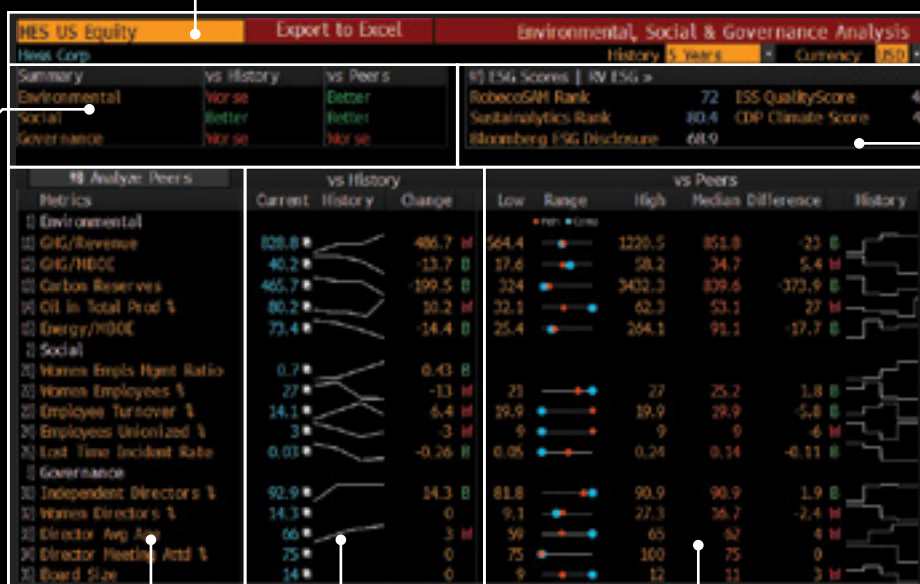 HES US Equity Export to Excel Environmental, Social & Governance Analysis
Hess Corp History 5 Years Currency USD
Summary vs History vs Peers
Environmental Worse Better
Social Better Better
Governance Worse Worse
ESG Scores | RV ESG »
RobecoSAM Rank 72 ISS QualityScore
Sustainalytics Rank 80.4 CDP Climate Score
Bloomberg ESG Disclosure 68.9
Analyze Peers vs History vs Peers
Metrics Current History Change Low Range High Median Difference History
Environmental
GHG/Revenue 828.8 486.7 W 564.4 1220.5 851.8 -23 B
GHG/MBOE 40.2 -13.7 B 17.6 58.2 34.7 5.4 W
Carbon Reserves 465.7 -199.5 B 324 3432.3 839.6 -373.9 B
Oil in Total Prod % 80.2 10.2 W 32.1 62.3 53.1 27 W
Energy/MBOE 73.4 -14.4 B 25.4 264.1 91.1 -17.7 B
Social
Women Empls Mgmt Ratio 0.7 0.43 B
Women Employees % 27 -13 W 21 27 25.2 1.8 B
Employee Turnover % 14.1 6.4 W 19.9 19.9 19.9 -5.8 B
Employees Unionized % 3 -3 W 9 9 9 -6 W
Lost Time Incident Rate 0.03 -0.26 B 0.05 0.24 0.14 -0.11 B
Governance
Independent Directors % 92.9 14.3 B 81.8 90.9 90.9 1.9 B
Women Directors % 14.3 0 9.1 27.3 16.7 -2.4 W
Director Avg Age 66 3 W 59 65 62 4 W
Director Meeting Attd % 75 0 75 100 75 0
Board Size 14 0 9 12 11 3 W